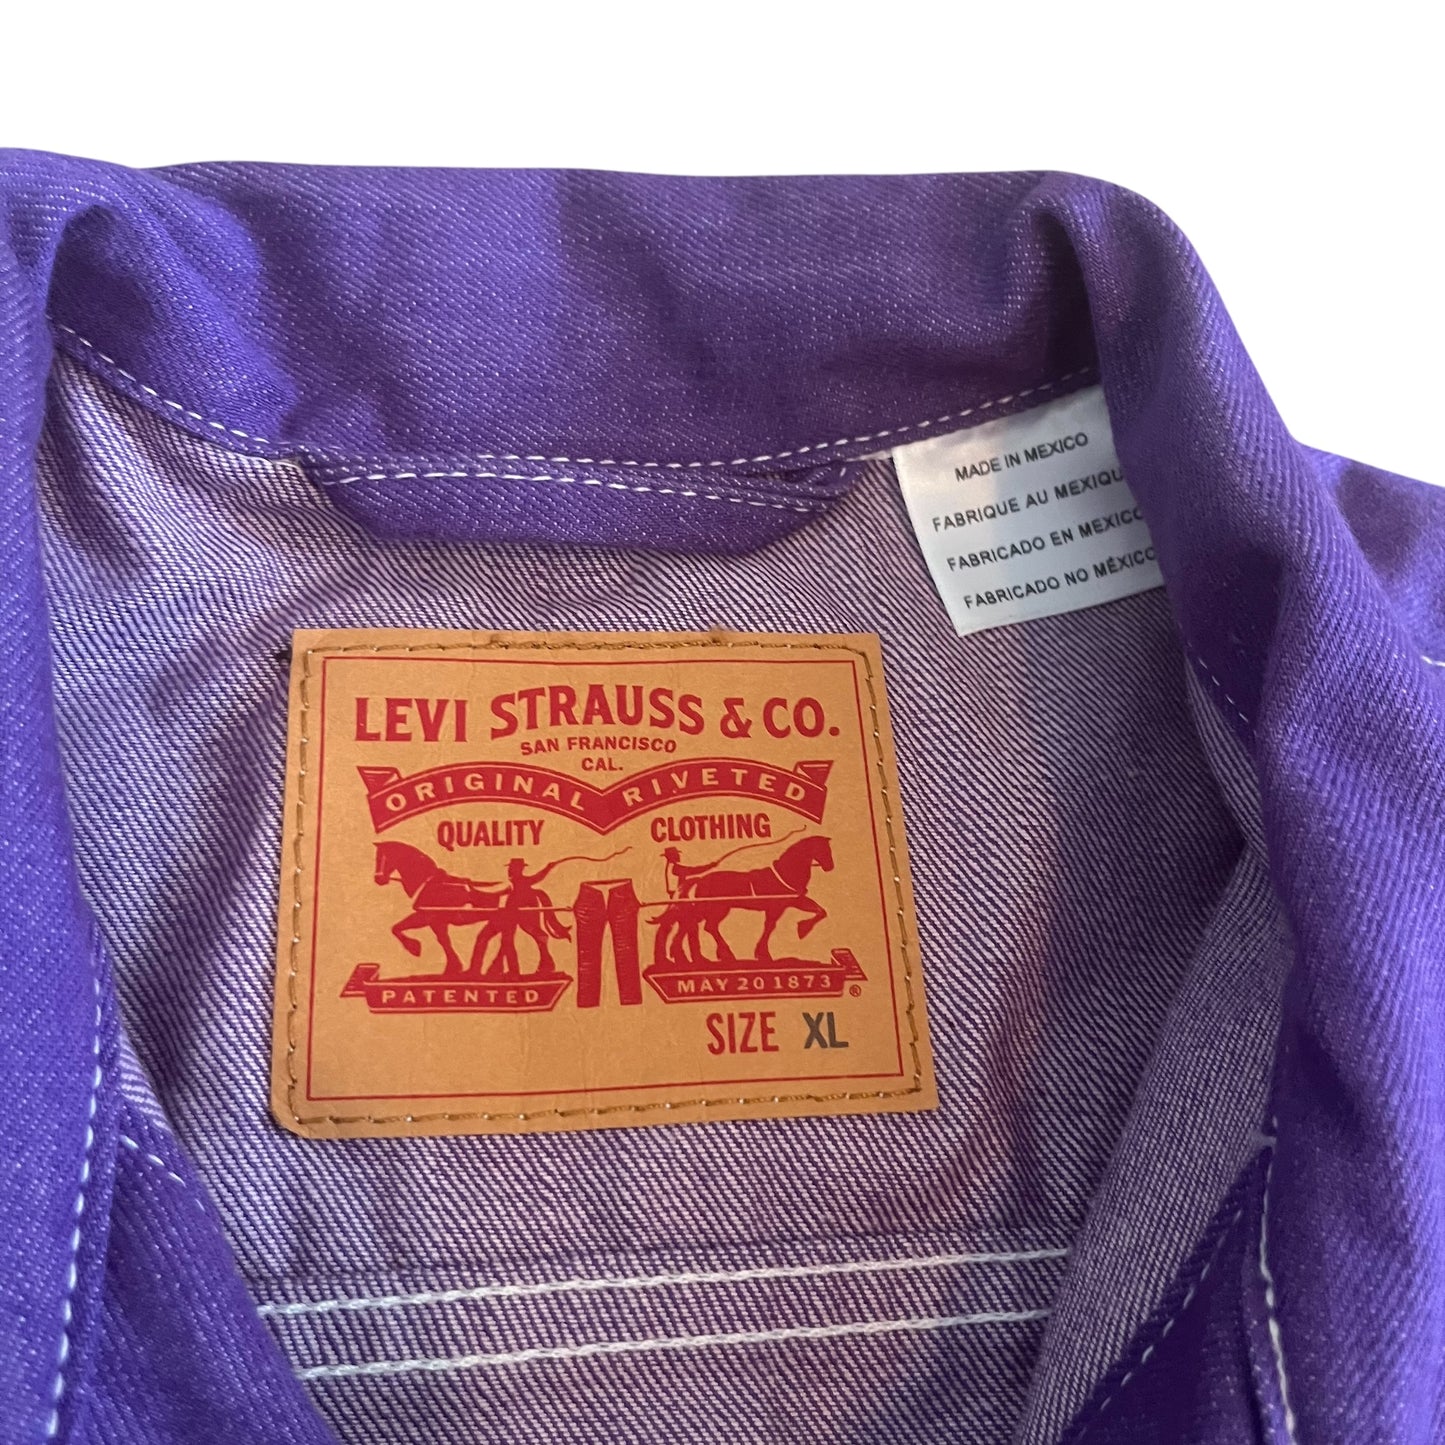 MADE IN MEXICO
FABRIQUE AU MEXIQU
FABRICADO EN MEXICO
FABRICADO NO MÉXICO
LEVI STRAUSS & CO.
SAN FRANCISCO
CAL.
ORIGINAL RIVETED
QUALITY CLOTHING
PATENTED MAY 20 1873 ®
SIZE XL